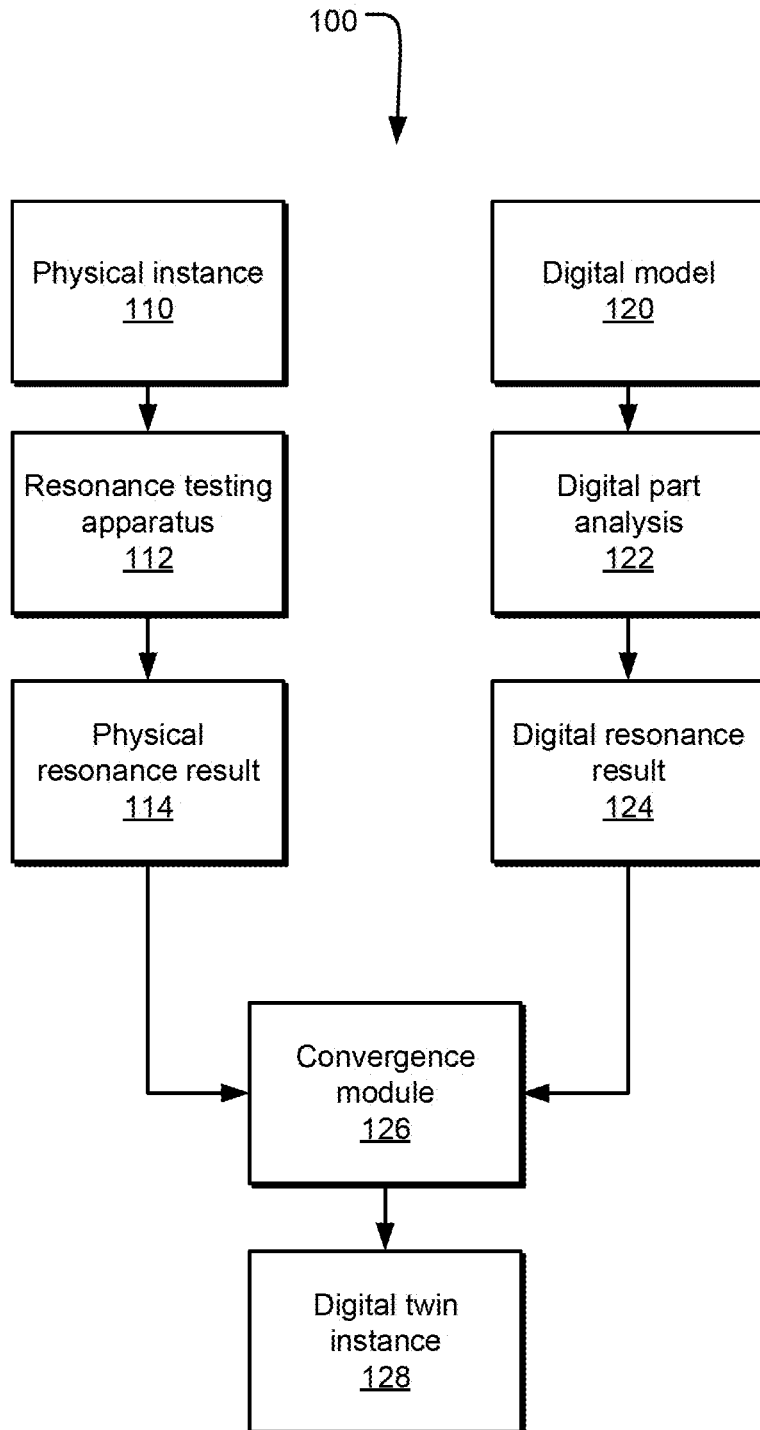 100
Physical instance
110
Digital model
120
Resonance testing
apparatus
112
Digital part
analysis
122
Physical
resonance result
114
Digital resonance
result
124
Convergence
module
126
Digital twin
instance
128